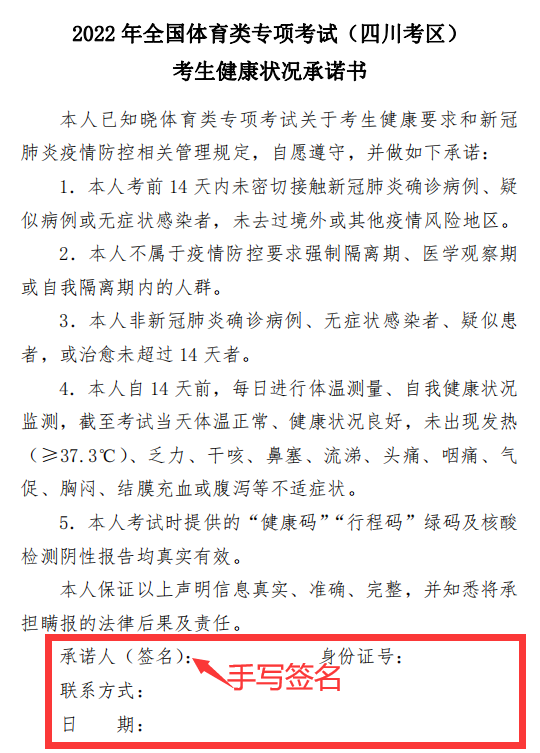 2022 年全国体育类专项考试（四川考区）
考生健康状况承诺书
本人已知晓体育类专项考试关于考生健康要求和新冠
肺炎疫情防控相关管理规定，自愿遵守，并做如下承诺：
1．本人考前 14 天内未密切接触新冠肺炎确诊病例、疑
似病例或无症状感染者，未去过境外或其他疫情风险地区。
2．本人不属于疫情防控要求强制隔离期、医学观察期
或自我隔离期内的人群。
3．本人非新冠肺炎确诊病例、无症状感染者、疑似患
者，或治愈未超过 14 天者。
4．本人自 14 天前，每日进行体温测量、自我健康状况
监测，截至考试当天体温正常、健康状况良好，未出现发热
（≥37.3℃）、乏力、干咳、鼻塞、流涕、头痛、咽痛、气
促、胸闷、结膜充血或腹泻等不适症状。
5．本人考试时提供的“健康码”“行程码”绿码及核酸
检测阴性报告均真实有效。
本人保证以上声明信息真实、准确、完整，并知悉将承
担瞒报的法律后果及责任。
承诺人（签名）： 身份证号：
手写签名
联系方式：
日 期：